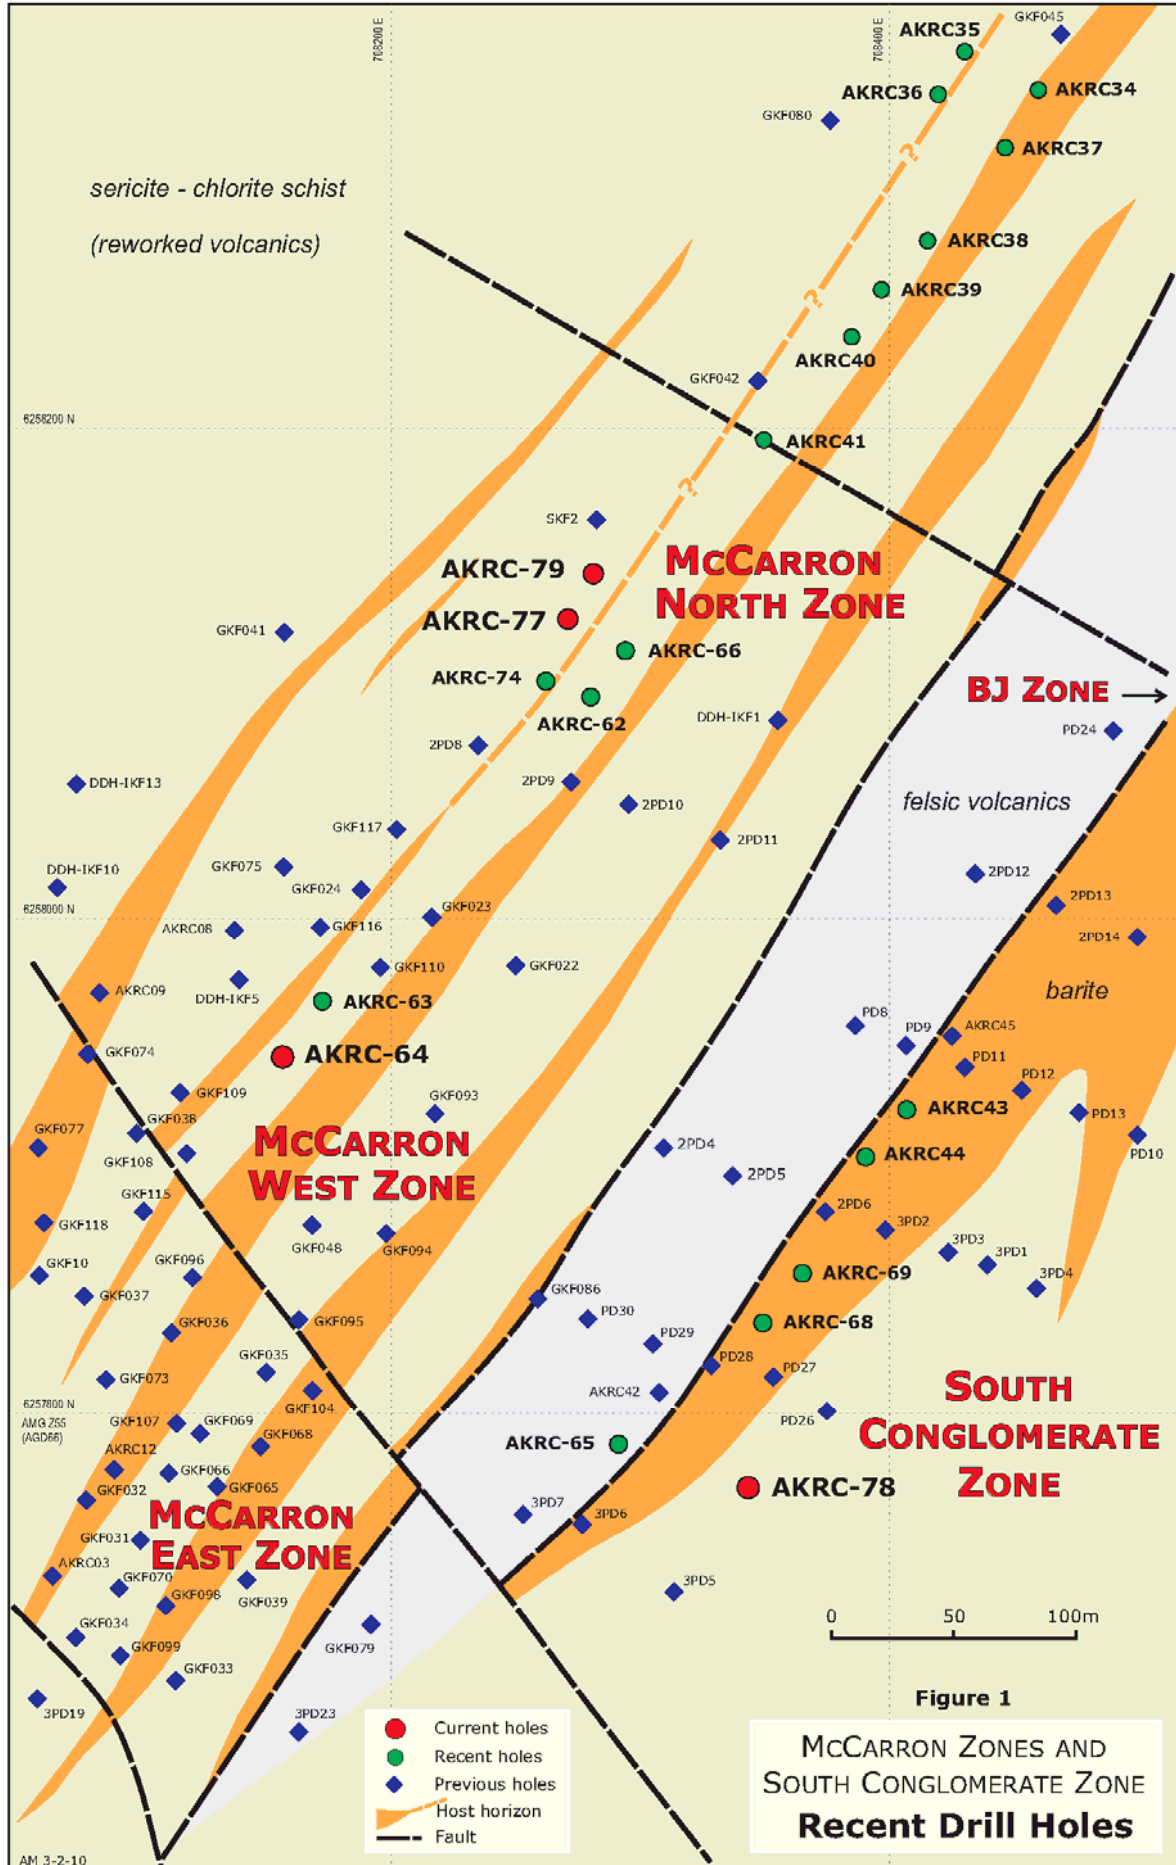 708200 E
708400 E
AKRC35
GKF045
AKRC36
AKRC34
GKF080
AKRC37
sericite - chlorite schist
(reworked volcanics)
?
AKRC38
AKRC39
?
AKRC40
GKF042
6258200 N
AKRC41
?
SKF2
AKRC-79
McCARRON
NORTH ZONE
AKRC-77
GKF041
AKRC-66
AKRC-74
BJ ZONE
AKRC-62
DDH-IKF1
PD24
2PD8
DDH-IKF13
2PD9
2PD10
felsic volcanics
GKF117
2PD11
GKF075
DDH-IKF10
2PD12
GKF024
2PD13
6258000 N
GKF023
AKRC08
GKF116
2PD14
GKF110
GKF022
AKRC09
DDH-IKF5
AKRC-63
barite
PD8
AKRC45
PD9
GKF074
AKRC-64
PD11
PD12
GKF109
GKF093
AKRC43
GKF038
PD13
GKF077
McCARRON
WEST ZONE
2PD4
PD10
GKF108
AKRC44
2PD5
GKF115
2PD6
GKF118
3PD2
GKF048
GKF094
3PD3
GKF096
3PD1
GKF10
AKRC-69
3PD4
GKF037
GKF086
PD30
GKF095
AKRC-68
GKF036
PD29
GKF035
PD28
GKF073
PD27
SOUTH
CONGLOMERATE
ZONE
AKRC42
GKF104
6257800 N
AMG Z55
(AGD66)
GKF107
GKF069
PD26
GKF068
AKRC-65
AKRC12
GKF066
GKF065
AKRC-78
GKF032
McCARRON
EAST ZONE
3PD7
3PD6
GKF031
AKRC03
GKF070
3PD5
GKF098
GKF039
0 50 100m
GKF034
GKF079
GKF099
GKF033
3PD19
Figure 1
3PD23
Current holes
Recent holes
Previous holes
Host horizon
Fault
McCARRON ZONES AND
SOUTH CONGLOMERATE ZONE
Recent Drill Holes
AM 3-2-10